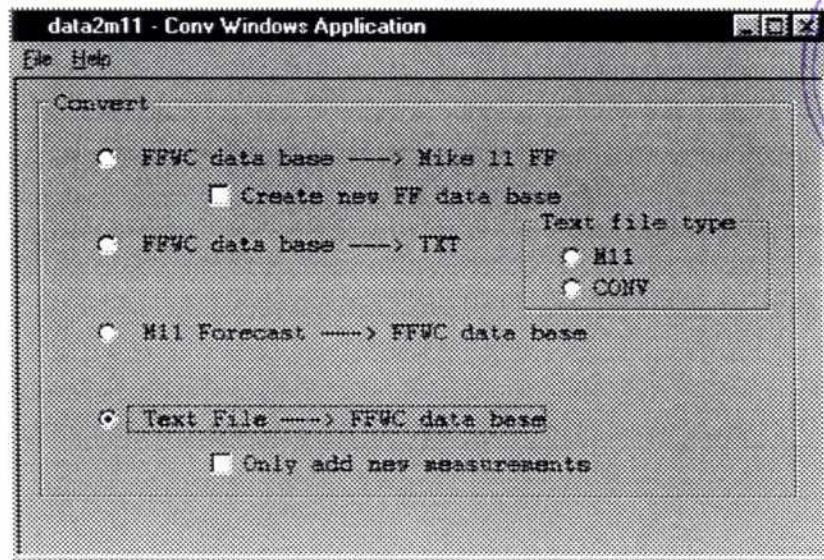 data2m11 - Conv Windows Application
File Help
Convert
FFWC data base ----> Mike 11 FF
Create new FF data base
FFWC data base ----> TXT
Text file type
M11
CONV
M11 Forecast ----> FFWC data base
Text File ----> FFWC data base
Only add new measurements